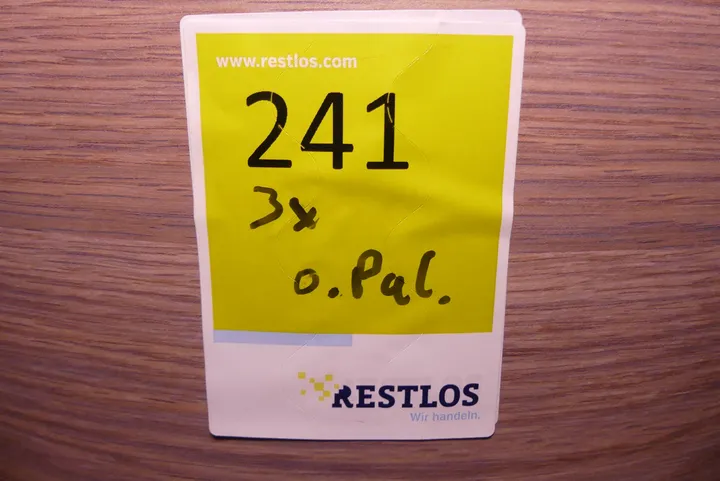 www.restlos.com
241
3x
o. Pal.
RESTLOS
Wir handeln.